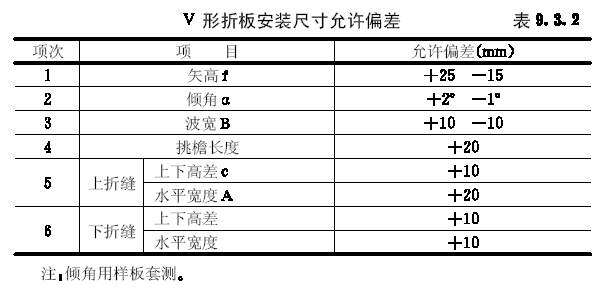 V 形折板安装尺寸允许偏差 表 9.3.2
项次 项 目 允许偏差(mm)
1 矢高 f +25 －15
2 倾角 α +2° －1°
3 波宽 B +10 －10
4 挑檐长度 +20
5 上折缝 上下高差 c +10
水平宽度 A +20
6 下折缝 上下高差 +10
水平宽度 +10
注:倾角用样板套测。